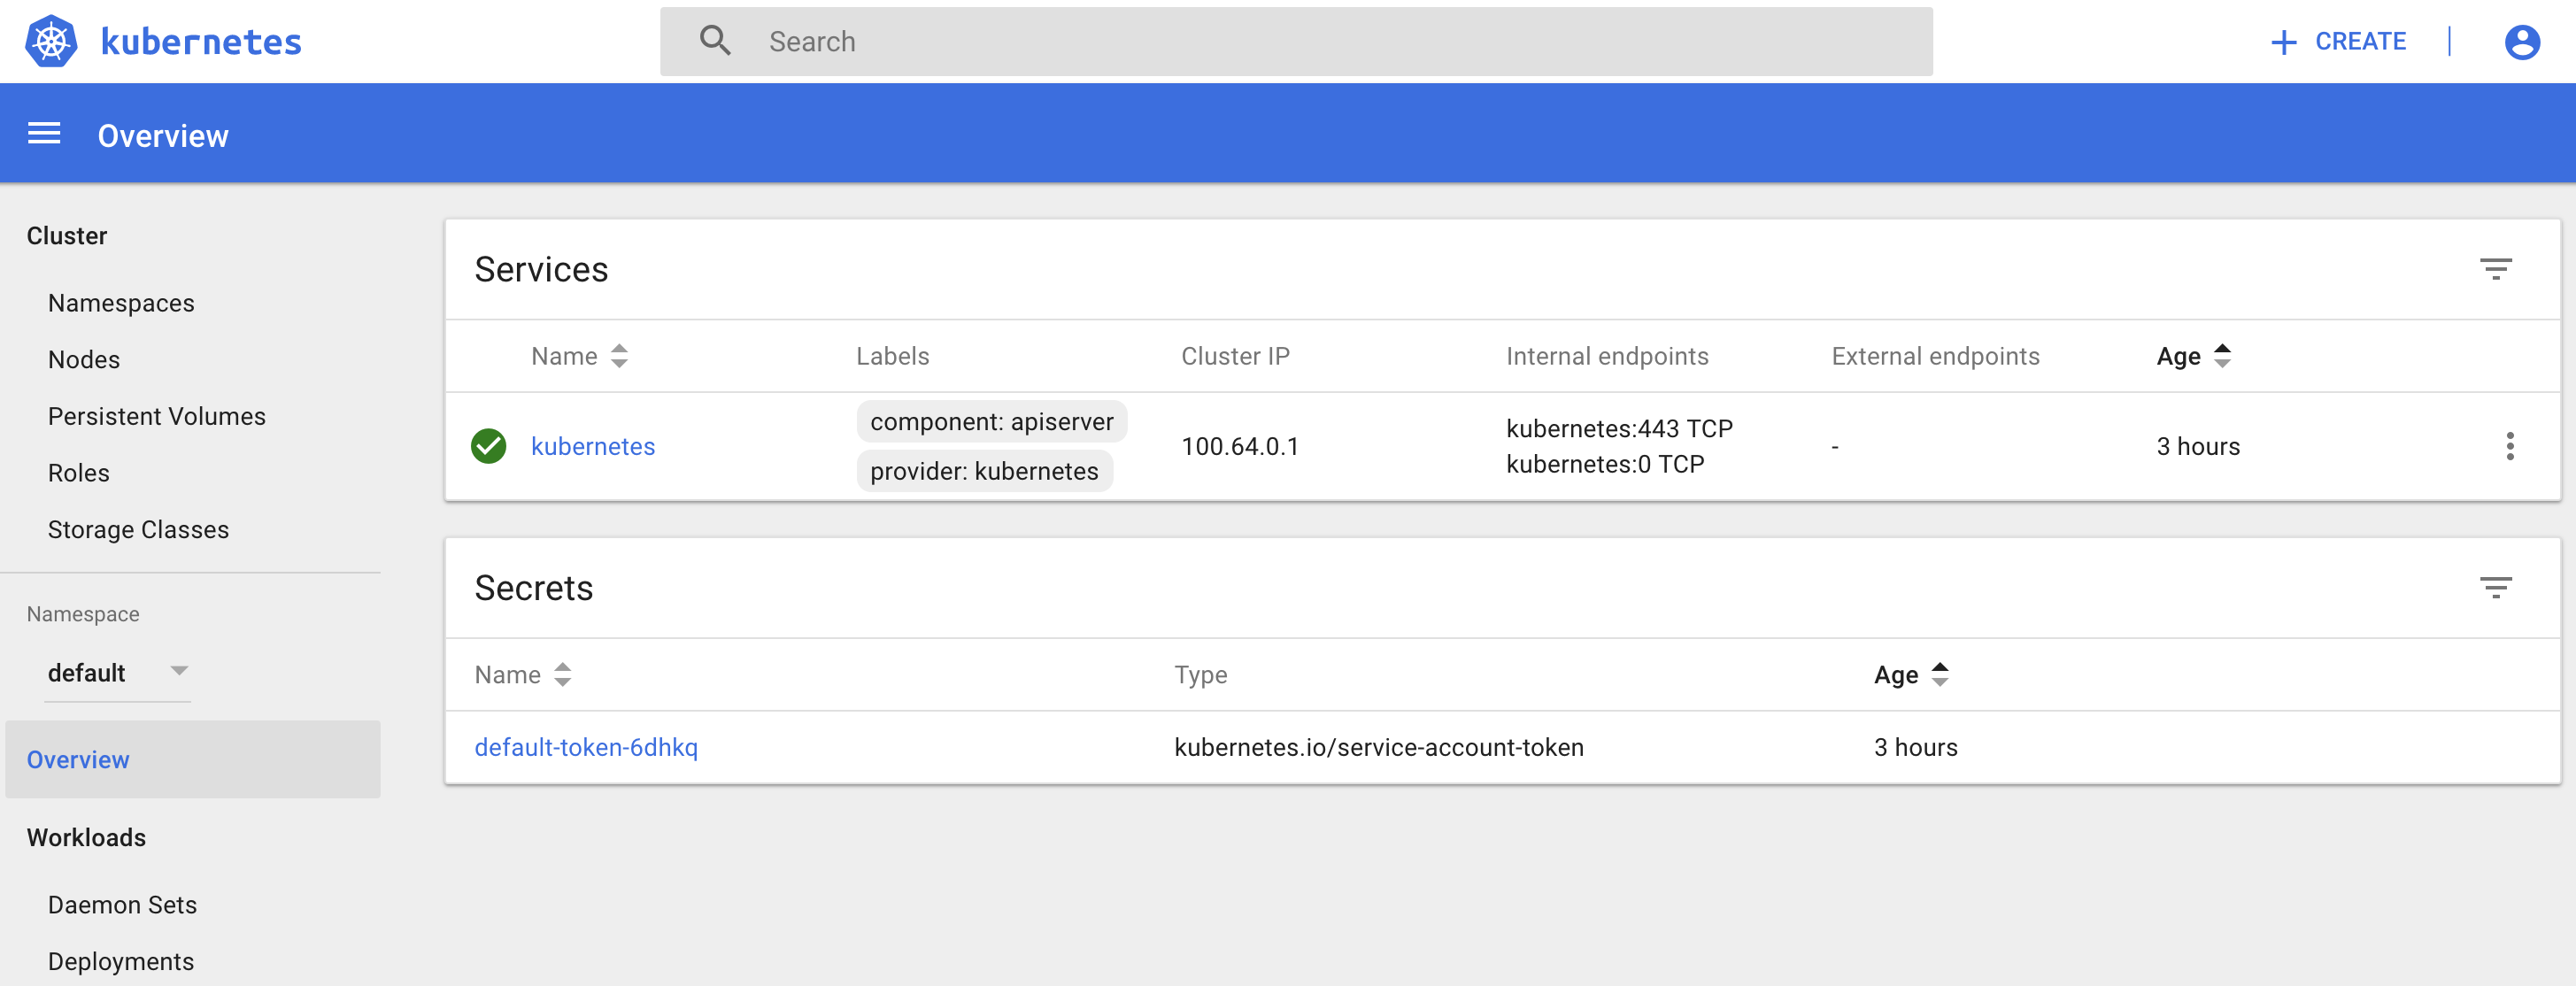 kubernetes
Search
CREATE
Overview
Cluster
Namespaces
Nodes
Persistent Volumes
Roles
Storage Classes
Namespace
default
Overview
Workloads
Daemon Sets
Deployments
Services
Name Labels Cluster IP Internal endpoints External endpoints Age
kubernetes
component: apiserver
provider: kubernetes
100.64.0.1
kubernetes:443 TCP
kubernetes:0 TCP
-
3 hours
Secrets
Name Type Age
default-token-6dhkq kubernetes.io/service-account-token 3 hours